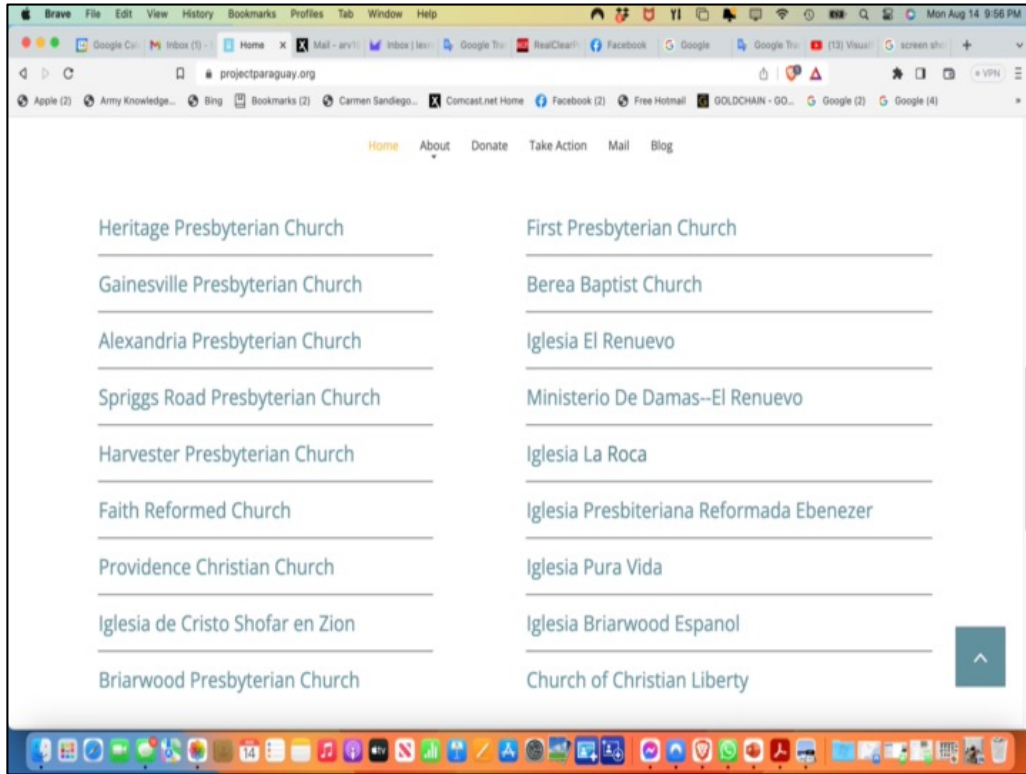 Brave File Edit View History Bookmarks Profiles Tab Window Help Mon Aug 14 9:56 PM
Google Cal Inbox (1) - Home Mail - arv1 Inbox | les Google Tra RealClearP Facebook Google Google Tra (13) Visual screen sho
projectparaguay.org VPN
Apple (2) Army Knowledge... Bing Bookmarks (2) Carmen Sandiego... Comcast.net Home Facebook (2) Free Hotmail GOLDCHAIN - GO... Google (2) Google (4)
Home About Donate Take Action Mail Blog
Heritage Presbyterian Church
Gainesville Presbyterian Church
Alexandria Presbyterian Church
Spriggs Road Presbyterian Church
Harvester Presbyterian Church
Faith Reformed Church
Providence Christian Church
Iglesia de Cristo Shofar en Zion
Briarwood Presbyterian Church
First Presbyterian Church
Berea Baptist Church
Iglesia El Renuevo
Ministerio De Damas--El Renuevo
Iglesia La Roca
Iglesia Presbiteriana Reformada Ebenezer
Iglesia Pura Vida
Iglesia Briarwood Espanol
Church of Christian Liberty
14 tv